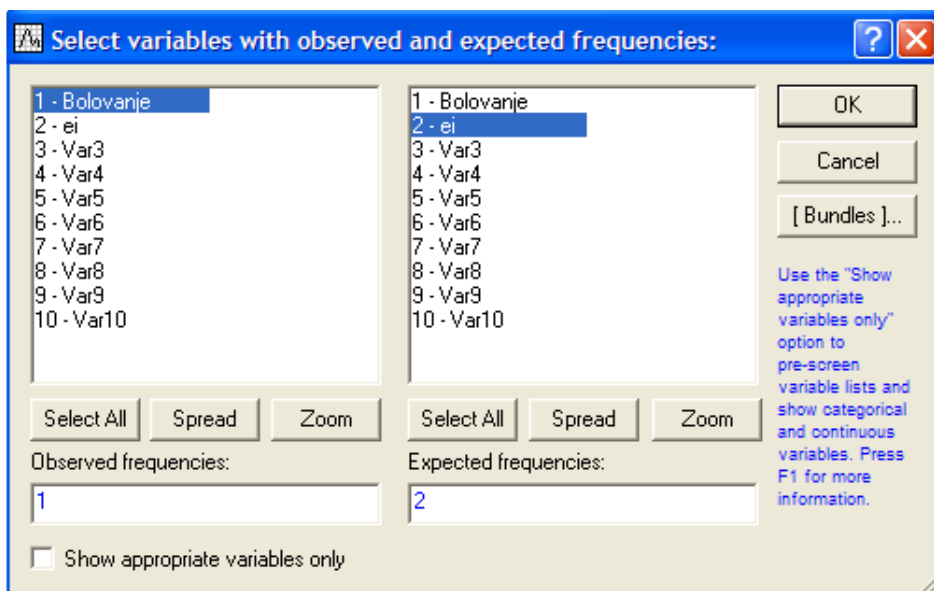 Select variables with observed and expected frequencies:
1 - Bolovanje
2 - ei
3 - Var3
4 - Var4
5 - Var5
6 - Var6
7 - Var7
8 - Var8
9 - Var9
10 - Var10
1 - Bolovanje
2 - ei
3 - Var3
4 - Var4
5 - Var5
6 - Var6
7 - Var7
8 - Var8
9 - Var9
10 - Var10
OK
Cancel
[ Bundles ]...
Use the "Show
appropriate
variables only"
option to
pre-screen
variable lists and
show categorical
and continuous
variables. Press
F1 for more
information.
Select All Spread Zoom
Select All Spread Zoom
Observed frequencies:
1
Expected frequencies:
2
Show appropriate variables only